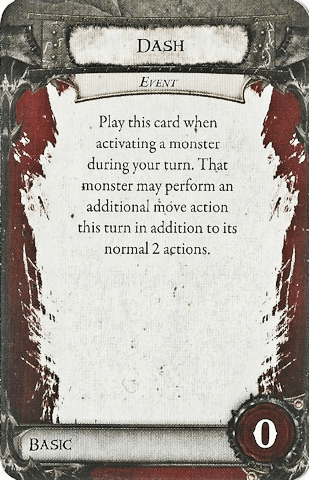 DASH
EVENT
Play this card when
activating a monster
during your turn. That
monster may perform an
additional move action
this turn in addition to its
normal 2 actions.
BASIC
0